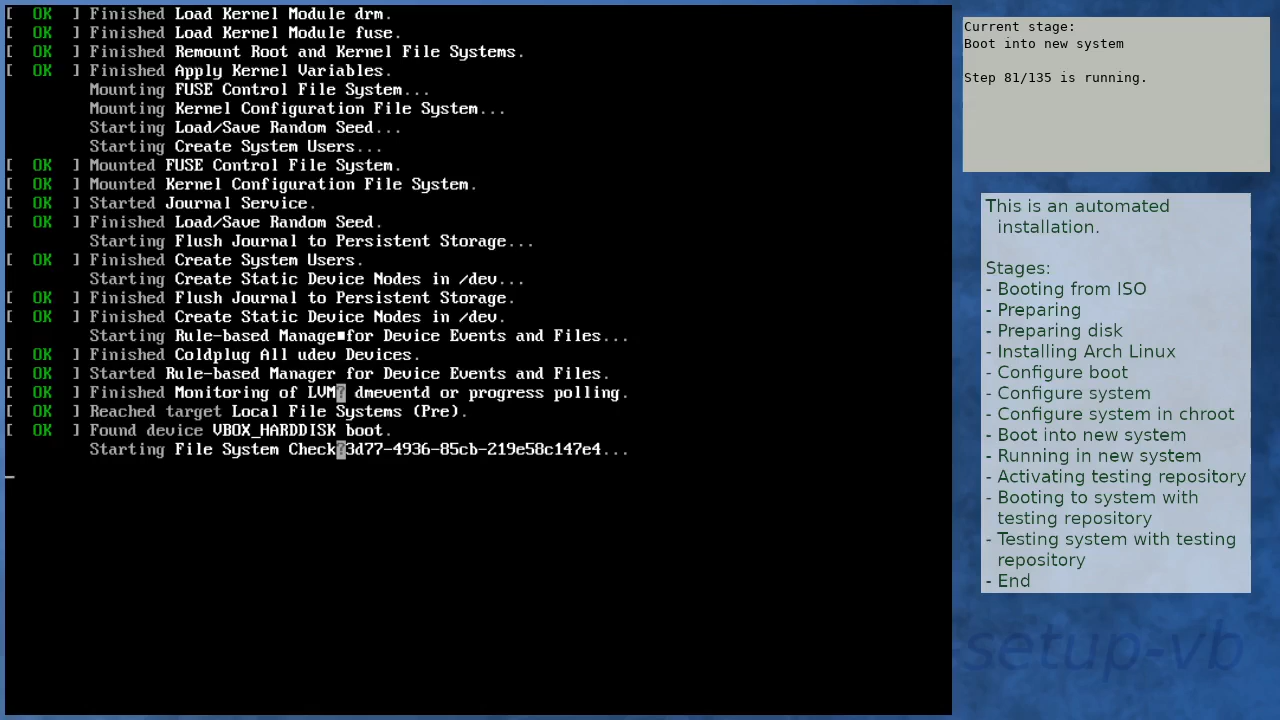 [  OK  ] Finished Load Kernel Module drm.
[  OK  ] Finished Load Kernel Module fuse.
[  OK  ] Finished Remount Root and Kernel File Systems.
[  OK  ] Finished Apply Kernel Variables.
Mounting FUSE Control File System...
Mounting Kernel Configuration File System...
Starting Load/Save Random Seed...
Starting Create System Users...
[  OK  ] Mounted FUSE Control File System.
[  OK  ] Mounted Kernel Configuration File System.
[  OK  ] Started Journal Service.
[  OK  ] Finished Load/Save Random Seed.
Starting Flush Journal to Persistent Storage...
[  OK  ] Finished Create System Users.
Starting Create Static Device Nodes in /dev...
[  OK  ] Finished Flush Journal to Persistent Storage.
[  OK  ] Finished Create Static Device Nodes in /dev.
Starting Rule-based Manage■for Device Events and Files...
[  OK  ] Finished Coldplug All udev Devices.
[  OK  ] Started Rule-based Manager for Device Events and Files.
[  OK  ] Finished Monitoring of LVM? dmeventd or progress polling.
[  OK  ] Reached target Local File Systems (Pre).
[  OK  ] Found device VBOX_HARDDISK boot.
Starting File System Check?3d77-4936-85cb-219e58c147e4...
_
Current stage:
Boot into new system
Step 81/135 is running.
This is an automated
installation.
Stages:
- Booting from ISO
- Preparing
- Preparing disk
- Installing Arch Linux
- Configure boot
- Configure system
- Configure system in chroot
- Boot into new system
- Running in new system
- Activating testing repository
- Booting to system with
testing repository
- Testing system with testing
repository
- End
-setup-vb